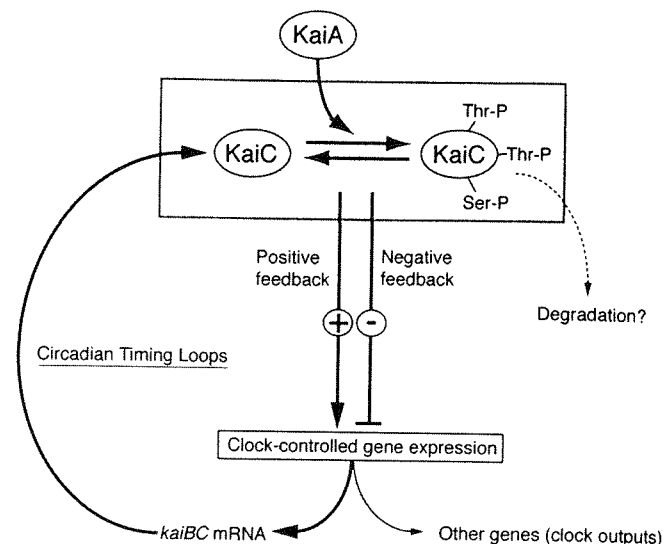 KaiA
Thr-P
KaiC
KaiC
Thr-P
Ser-P
Positive
feedback
Negative
feedback
Degradation?
+
-
Circadian Timing Loops
Clock-controlled gene expression
kaiBC mRNA
Other genes (clock outputs)